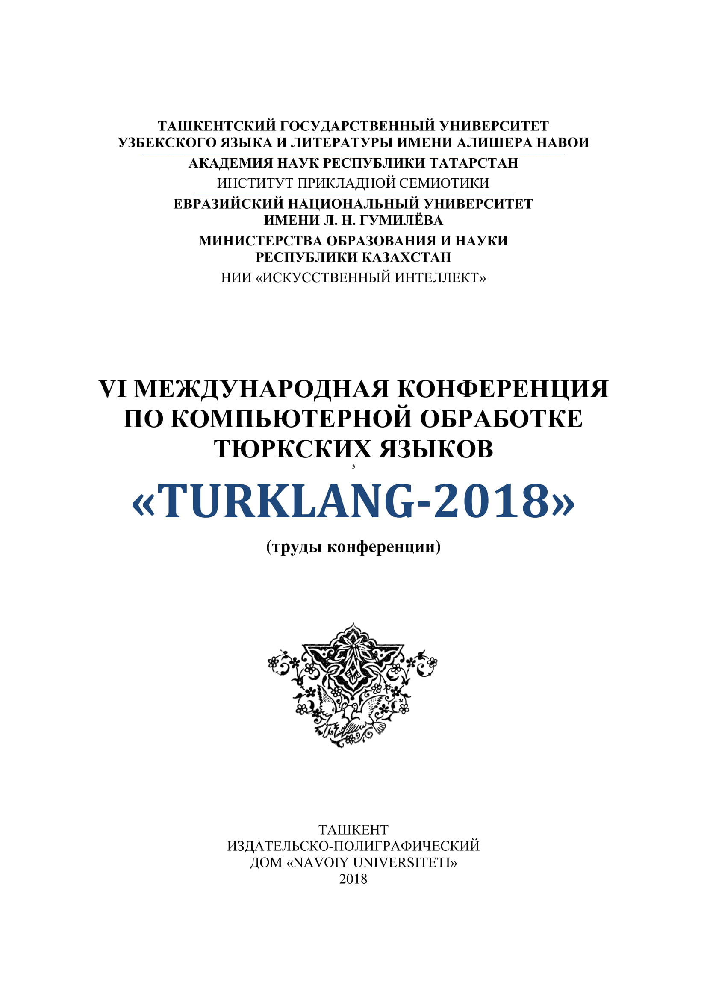 ТАШКЕНТСКИЙ ГОСУДАРСТВЕННЫЙ УНИВЕРСИТЕТ
УЗБЕКСКОГО ЯЗЫКА И ЛИТЕРАТУРЫ ИМЕНИ АЛИШЕРА НАВОИ
АКАДЕМИЯ НАУК РЕСПУБЛИКИ ТАТАРСТАН
ИНСТИТУТ ПРИКЛАДНОЙ СЕМИОТИКИ
ЕВРАЗИЙСКИЙ НАЦИОНАЛЬНЫЙ УНИВЕРСИТЕТ
ИМЕНИ Л. Н. ГУМИЛЁВА
МИНИСТЕРСТВА ОБРАЗОВАНИЯ И НАУКИ
РЕСПУБЛИКИ КАЗАХСТАН
НИИ «ИСКУССТВЕННЫЙ ИНТЕЛЛЕКТ»
VI МЕЖДУНАРОДНАЯ КОНФЕРЕНЦИЯ
ПО КОМПЬЮТЕРНОЙ ОБРАБОТКЕ
ТЮРКСКИХ ЯЗЫКОВ
3
«TURKLANG-2018»
(труды конференции)
ТАШКЕНТ
ИЗДАТЕЛЬСКО-ПОЛИГРАФИЧЕСКИЙ
ДОМ «NAVOIY UNIVERSITETI»
2018